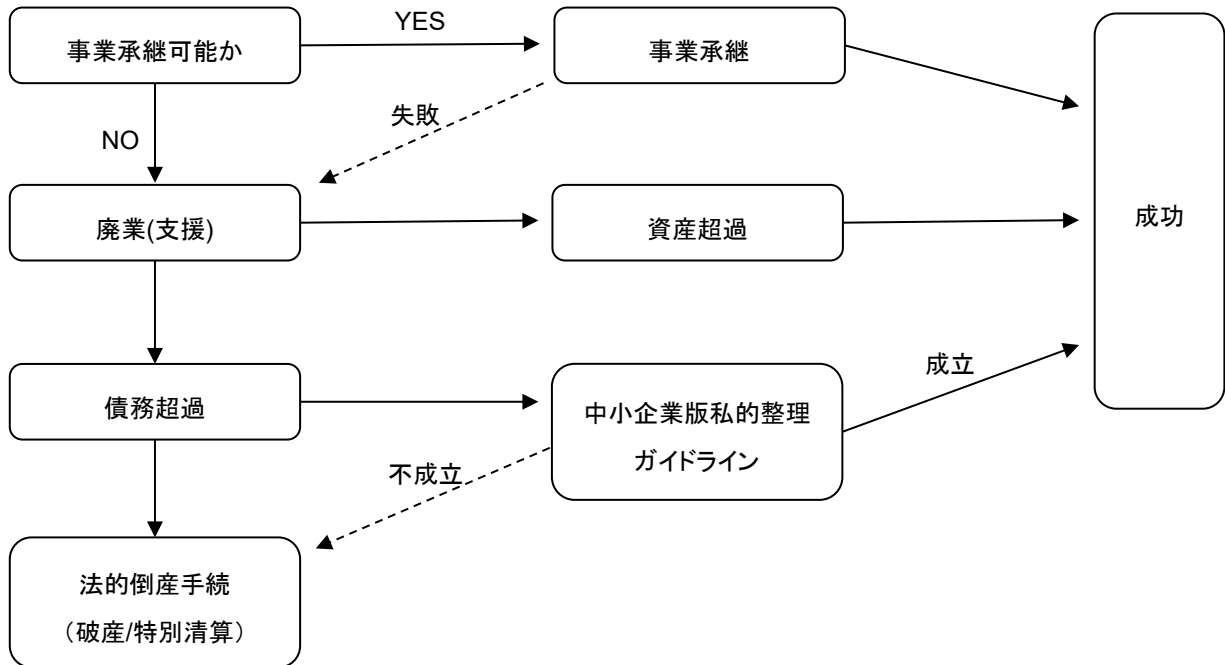 事業承継可能か
YES
事業承継
失敗
NO
廃業(支援)
資産超過
成功
債務超過
中小企業版私的整理
ガイドライン
成立
不成立
法的倒産手続
（破産/特別清算）